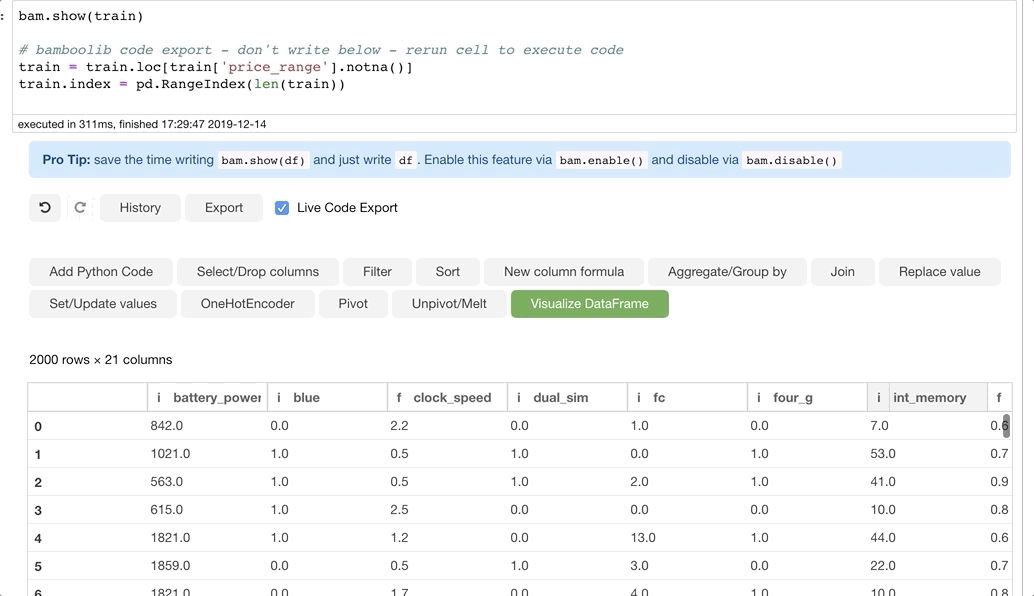 :
bam.show(train)
# bamboolib code export - don't write below - rerun cell to execute code
train = train.loc[train['price_range'].notna()]
train.index = pd.RangeIndex(len(train))
executed in 311ms, finished 17:29:47 2019-12-14
Pro Tip: save the time writing bam.show(df) and just write df . Enable this feature via bam.enable() and disable via bam.disable()
History Export Live Code Export
Add Python Code Select/Drop columns Filter Sort New column formula Aggregate/Group by Join Replace value
Set/Update values OneHotEncoder Pivot Unpivot/Melt Visualize DataFrame
2000 rows × 21 columns
i battery_power i blue f clock_speed i dual_sim i fc i four_g i int_memory f
0 842.0 0.0 2.2 0.0 1.0 0.0 7.0 0.6
1 1021.0 1.0 0.5 1.0 0.0 1.0 53.0 0.7
2 563.0 1.0 0.5 1.0 2.0 1.0 41.0 0.9
3 615.0 1.0 2.5 0.0 0.0 0.0 10.0 0.8
4 1821.0 1.0 1.2 0.0 13.0 1.0 44.0 0.6
5 1859.0 0.0 0.5 1.0 3.0 0.0 22.0 0.7
6 1821.0 0.0 1.7 0.0 4.0 1.0 10.0 0.8